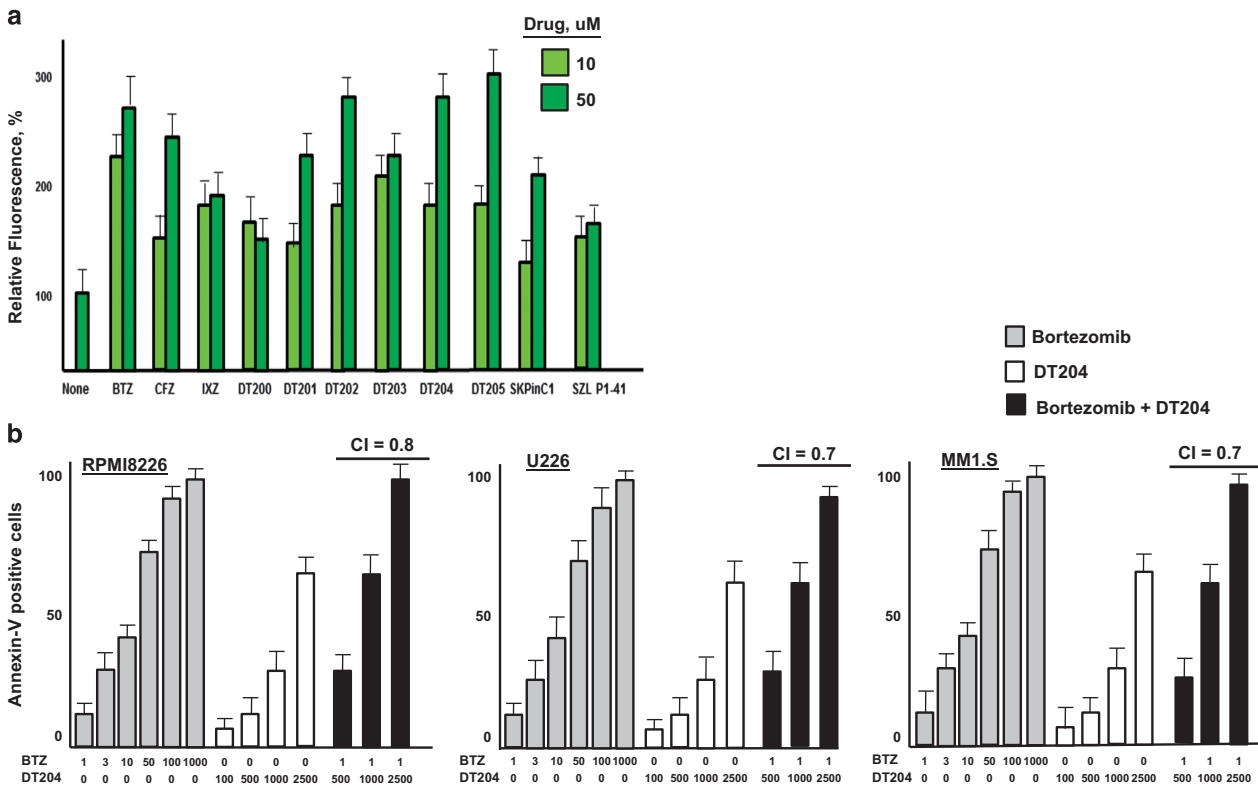 a
Drug, uM
10
50
Relative Fluorescence, %
300
200
100
None BTZ CFZ IXZ DT200 DT201 DT202 DT203 DT204 DT205 SKPinC1 SZL P1-41
Bortezomib
DT204
Bortezomib + DT204
b
Annexin-V positive cells
RPMI8226 CI = 0.8
U226 CI = 0.7
MM1.S CI = 0.7
100 100 100
50 50 50
0 0 0
BTZ 1 3 10 50 100 1000 0 0 0 0 1 1 1 BTZ 1 3 10 50 100 1000 0 0 0 0 1 1 1 BTZ 1 3 10 50 100 1000 0 0 0 0 1 1 1
DT204 0 0 0 0 0 0 100 500 1000 2500 500 1000 2500 DT204 0 0 0 0 0 0 100 500 1000 2500 500 1000 2500 DT204 0 0 0 0 0 0 100 500 1000 2500 500 1000 2500